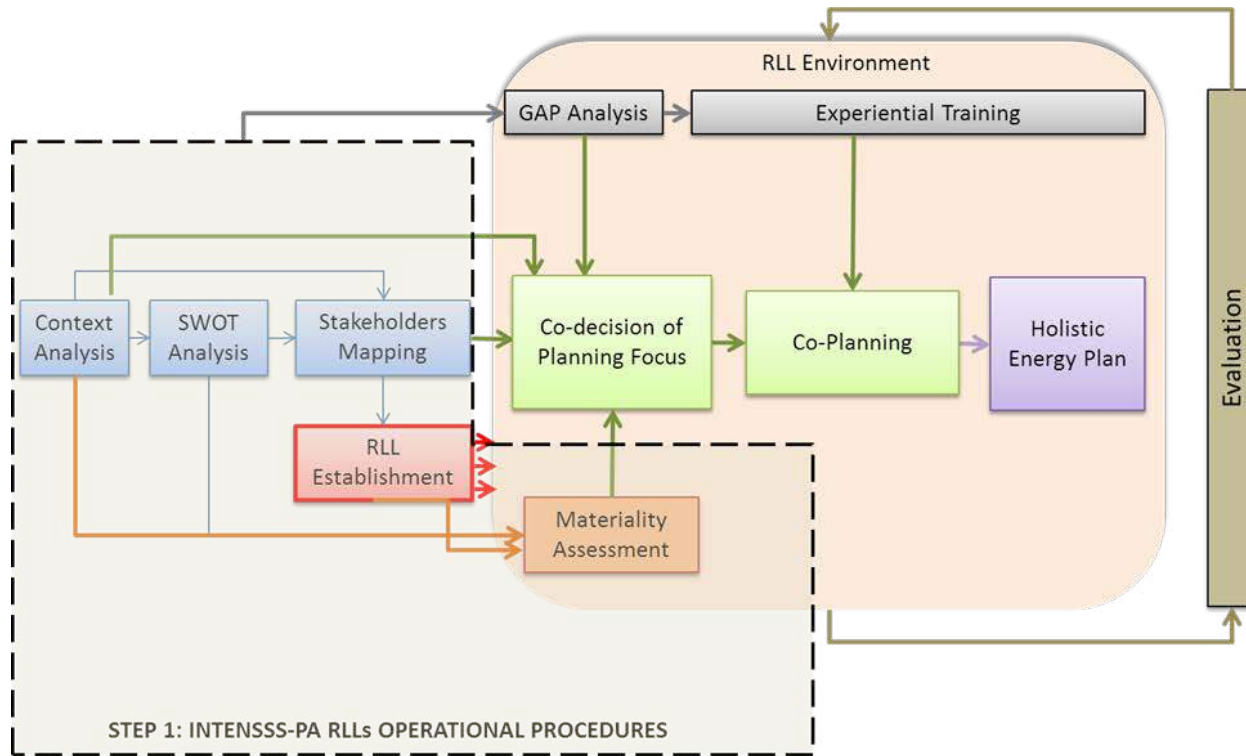 RLL Environment
GAP Analysis
Experiential Training
Context
Analysis
SWOT
Analysis
Stakeholders
Mapping
Co-decision of
Planning Focus
Co-Planning
Holistic
Energy Plan
Evaluation
RLL
Establishment
Materiality
Assessment
STEP 1: INTENSSS-PA RLLs OPERATIONAL PROCEDURES